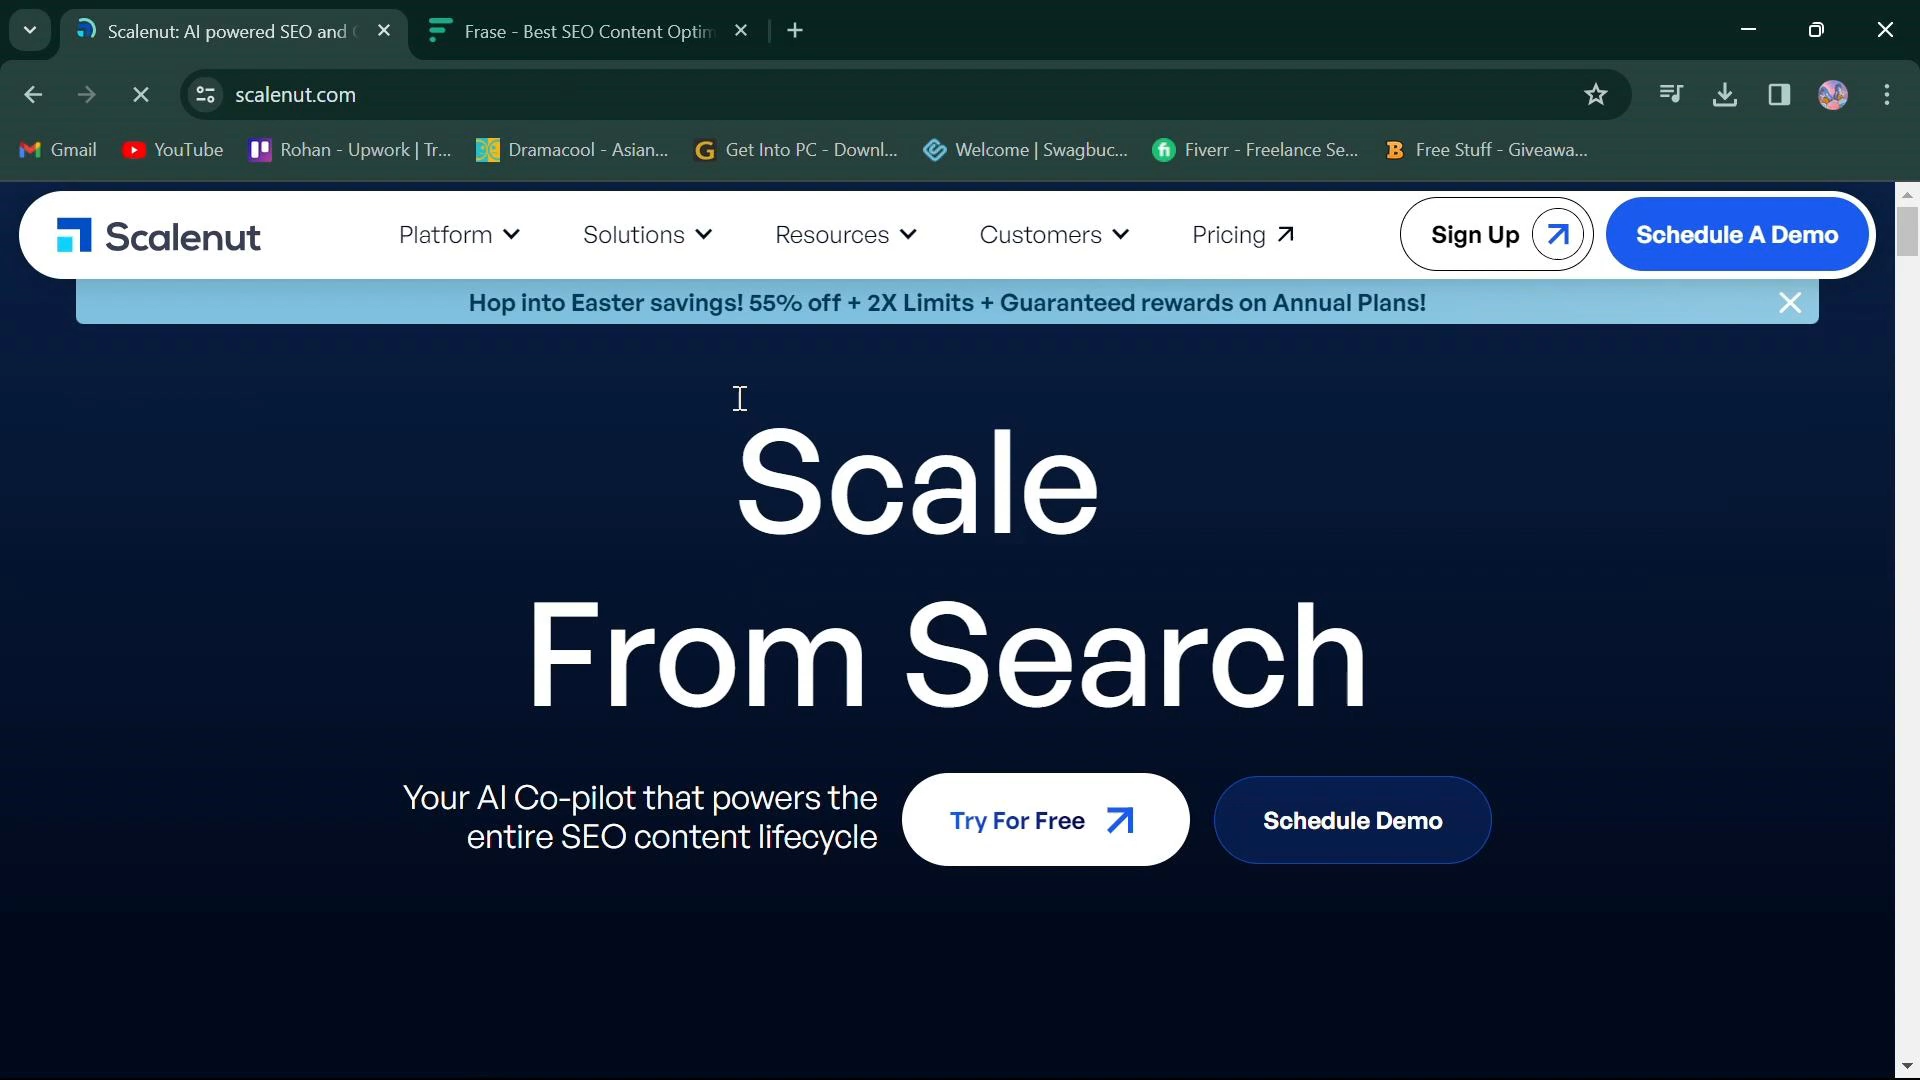 Scalenut: AI powered SEO and
Frase - Best SEO Content Optim
scalenut.com
Gmail
YouTube
Rohan - Upwork | Tr...
Dramacool - Asian...
Get Into PC - Downl...
Welcome | Swagbuc...
Fiverr - Freelance Se...
Free Stuff - Giveawa...
Scalenut
Platform
Solutions
Resources
Customers
Pricing
Sign Up
Schedule A Demo
Hop into Easter savings! 55% off + 2X Limits + Guaranteed rewards on Annual Plans!
Scale
From Search
Your AI Co-pilot that powers the
entire SEO content lifecycle
Try For Free
Schedule Demo